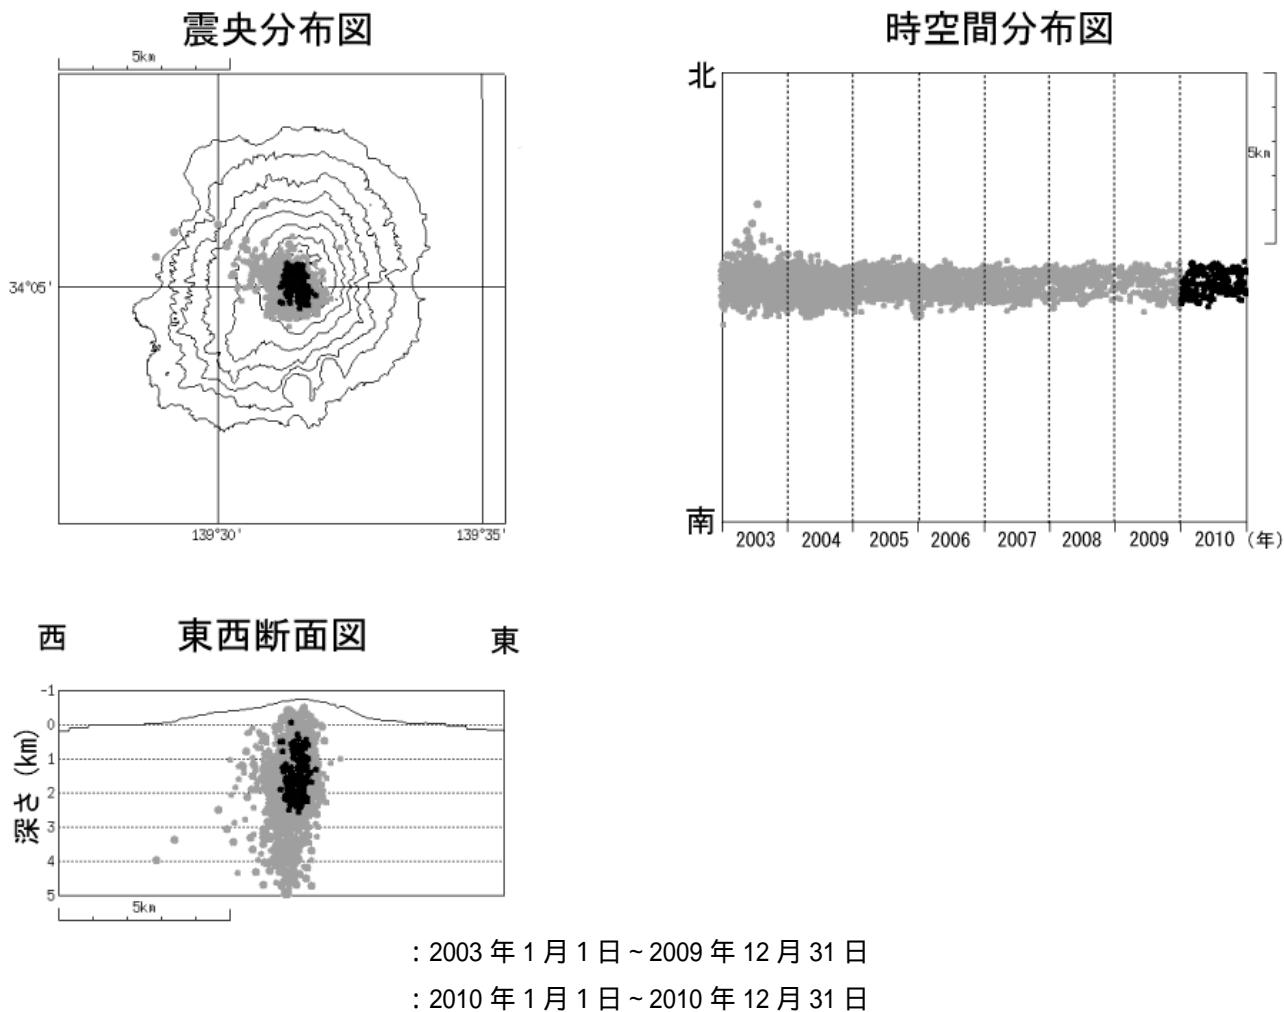 震央分布図
5km
34°05'
139°30'
139°35'
時空間分布図
北
5km
南
2003 2004 2005 2006 2007 2008 2009 2010 (年)
西 東西断面図 東
深さ (km)
-1
0
1
2
3
4
5
5km
: 2003 年 1 月 1 日 ~ 2009 年 12 月 31 日
: 2010 年 1 月 1 日 ~ 2010 年 12 月 31 日